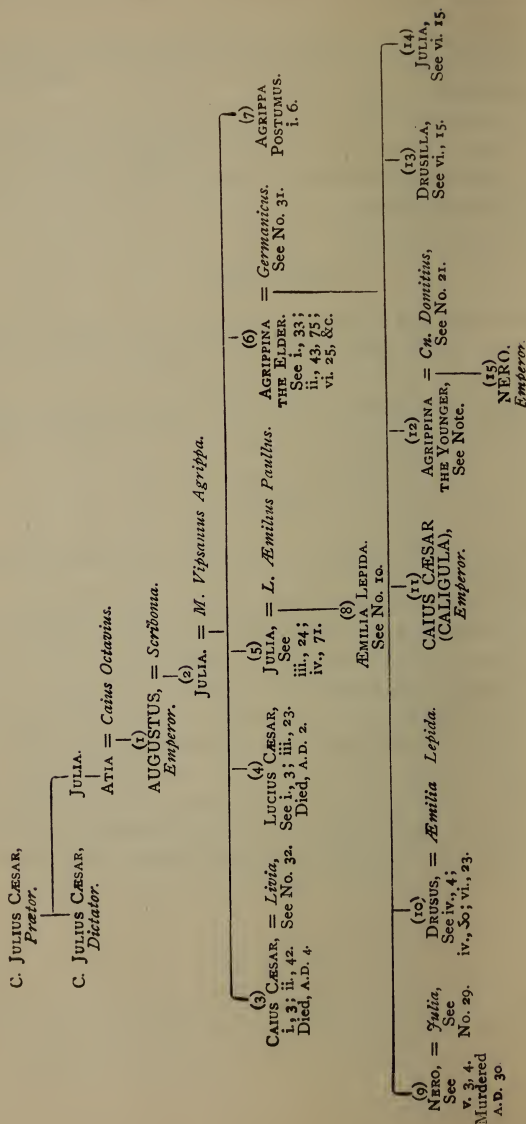 C. JULIUS CÆSAR,
Prætor.
C. JULIUS CÆSAR,
Dictator.
JULIA.
ATIA = Caius Octavius.
(1)
AUGUSTUS, = Scribonia.
Emperor.
(2)
JULIA. = M. Vipsanius Agrippa.
(3)
CAIUS CÆSAR, = Livia,
i., 3; ii., 42. See No. 32.
Died, A.D. 4.
(4)
LUCIUS CÆSAR,
See i., 3; iii., 23.
Died, A.D. 2.
(5)
JULIA, = L. Æmilius Paullus.
See
iii., 24;
iv., 71.
(6)
AGRIPPINA = Germanicus.
THE ELDER. See No. 31.
See i., 33;
ii., 43, 75;
vi. 25, &c.
(7)
AGRIPPA
POSTUMUS.
i. 6.
(8)
ÆMILIA LEPIDA.
See No. 10.
(9)
NERO, = Julia,
See See
v. 3, 4. No. 29.
Murdered
A.D. 30.
(10)
DRUSUS, = Æmilia Lepida.
See iv., 4;
iv., 50; vi., 23.
(11)
CAIUS CÆSAR
(CALIGULA),
Emperor.
(12)
AGRIPPINA = Cn. Domitius,
THE YOUNGER, See No. 21.
See Note.
(13)
DRUSILLA,
See vi., 15.
(14)
JULIA,
See vi. 15.
(15)
NERO.
Emperor.